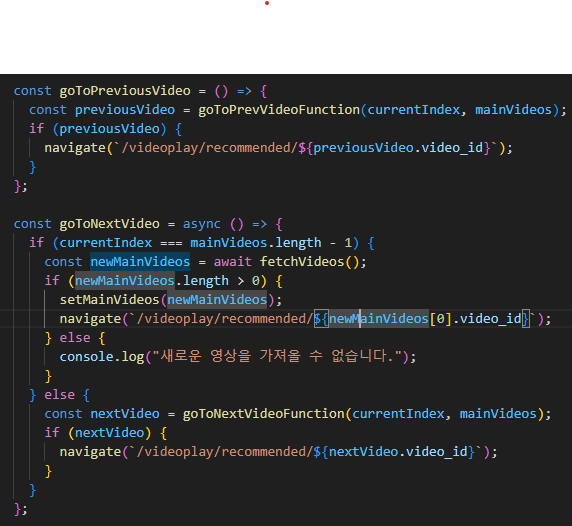 const goToPreviousVideo = () => {
const previousVideo = goToPrevVideoFunction(currentIndex, mainVideos);
if (previousVideo) {
navigate(`/videoplay/recommended/${previousVideo.video_id}`);
}
};
const goToNextVideo = async () => {
if (currentIndex === mainVideos.length - 1) {
const newMainVideos = await fetchVideos();
if (newMainVideos.length > 0) {
setMainVideos(newMainVideos);
navigate(`/videoplay/recommended/${newMainVideos[0].video_id}`);
} else {
console.log("새로운 영상을 가져올 수 없습니다.");
}
} else {
const nextVideo = goToNextVideoFunction(currentIndex, mainVideos);
if (nextVideo) {
navigate(`/videoplay/recommended/${nextVideo.video_id}`);
}
}
};